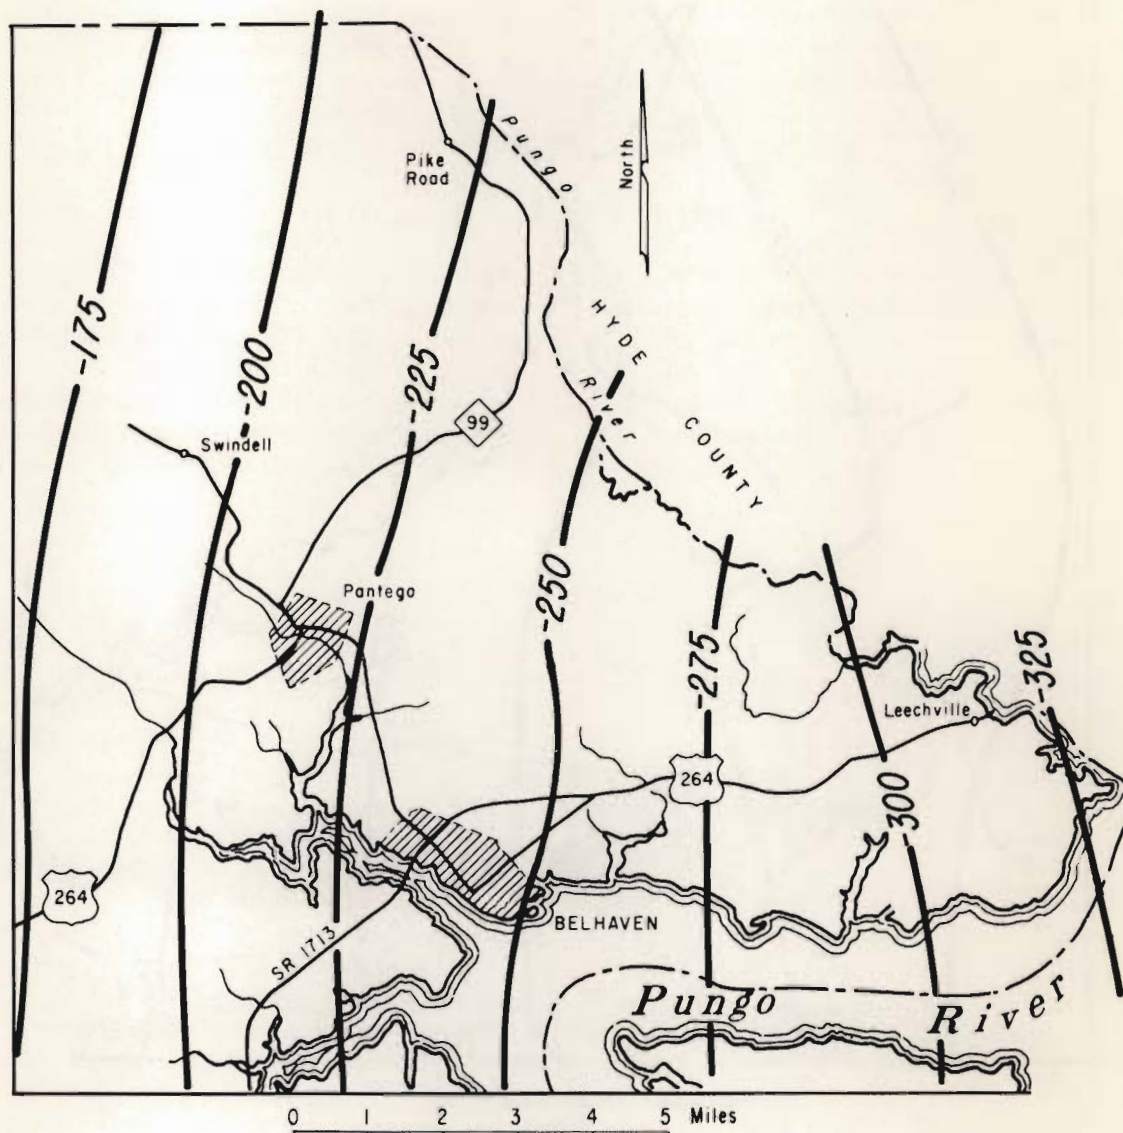 Pungo
Pike
Road
North
HYDE
-175
-200
-225
River
COUNTY
99
Swindell
-250
Pantego
-275
-325
Leechville
264
-300
264
BELHAVEN
SR 1713
Pungo
River
0 1 2 3 4 5 Miles